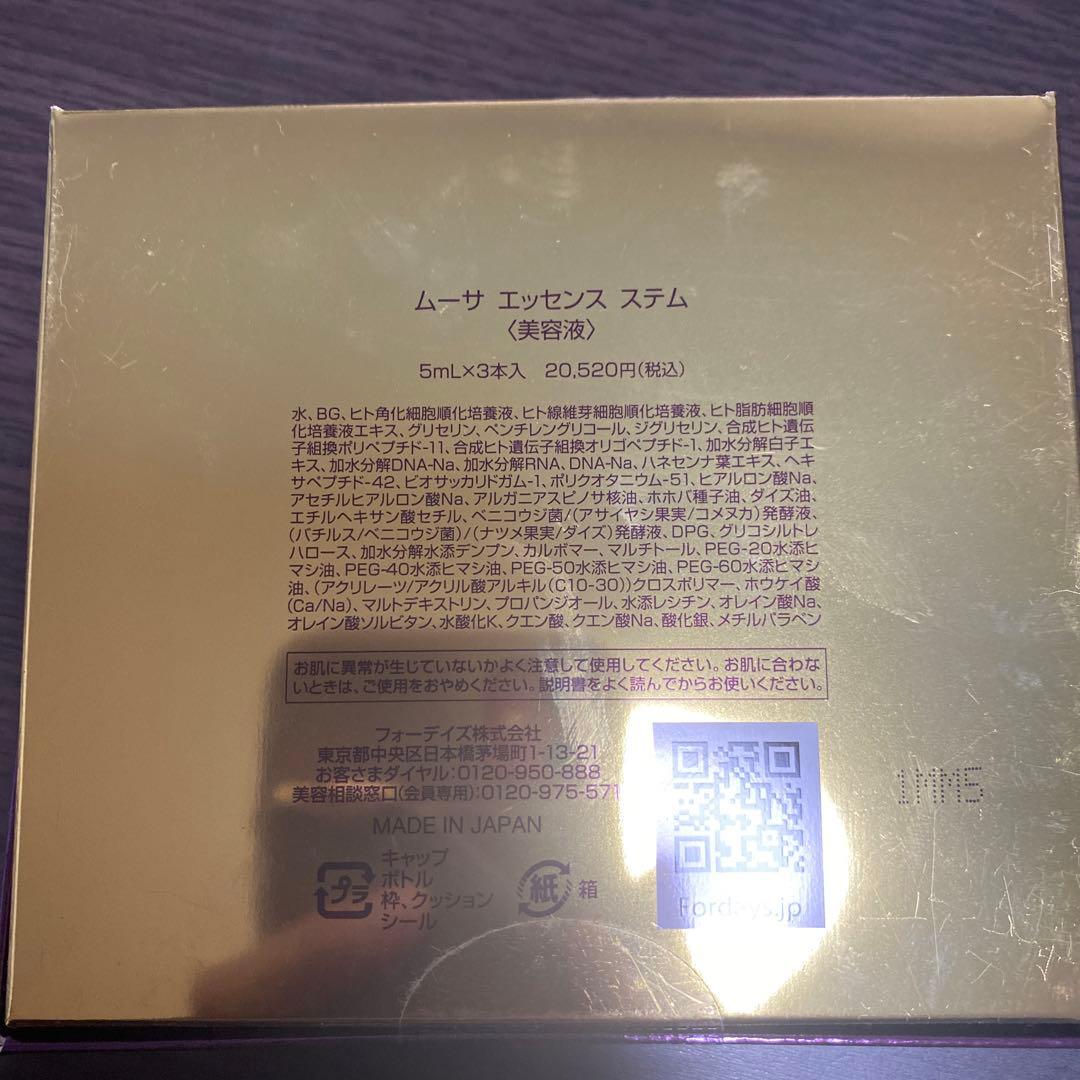 ムーサ エッセンス ステム
〈美容液〉
5mL×3本入　20,520円(税込)
水、BG、ヒト角化細胞順化培養液、ヒト線維芽細胞順化培養液、ヒト脂肪細胞順
化培養液エキス、グリセリン、ペンチレングリコール、ジグリセリン、合成ヒト遺伝
子組換ポリペプチド-11、合成ヒト遺伝子組換オリゴペプチド-1、加水分解白子エ
キス、加水分解DNA-Na、加水分解RNA、DNA-Na、ハネセンナ葉エキス、ヘキ
サペプチド-42、ビオサッカリドガム-1、ポリクオタニウム-51、ヒアルロン酸Na、
アセチルヒアルロン酸Na、アルガニアスピノサ核油、ホホバ種子油、ダイズ油、
エチルヘキサン酸セチル、ベニコウジ菌/(アサイヤシ果実/コメヌカ)発酵液、
(バチルス/ベニコウジ菌)/(ナツメ果実/ダイズ)発酵液、DPG、グリコシルトレ
ハロース、加水分解水添デンプン、カルボマー、マルチトール、PEG-20水添ヒ
マシ油、PEG-40水添ヒマシ油、PEG-50水添ヒマシ油、PEG-60水添ヒマシ
油、(アクリレーツ/アクリル酸アルキル(C10-30))クロスポリマー、ホウケイ酸
(Ca/Na)、マルトデキストリン、プロパンジオール、水添レシチン、オレイン酸Na、
オレイン酸ソルビタン、水酸化K、クエン酸、クエン酸Na、酸化銀、メチルパラベン
お肌に異常が生じていないかよく注意して使用してください。お肌に合わな
いときは、ご使用をおやめください。説明書をよく読んでからお使いください。
フォーデイズ株式会社
東京都中央区日本橋茅場町1-13-21
お客さまダイヤル:0120-950-888
美容相談窓口(会員専用):0120-975-571
MADE IN JAPAN
プラ
キャップ
ボトル
枠、クッション
シール
紙 箱
Fordays.jp
1MM5